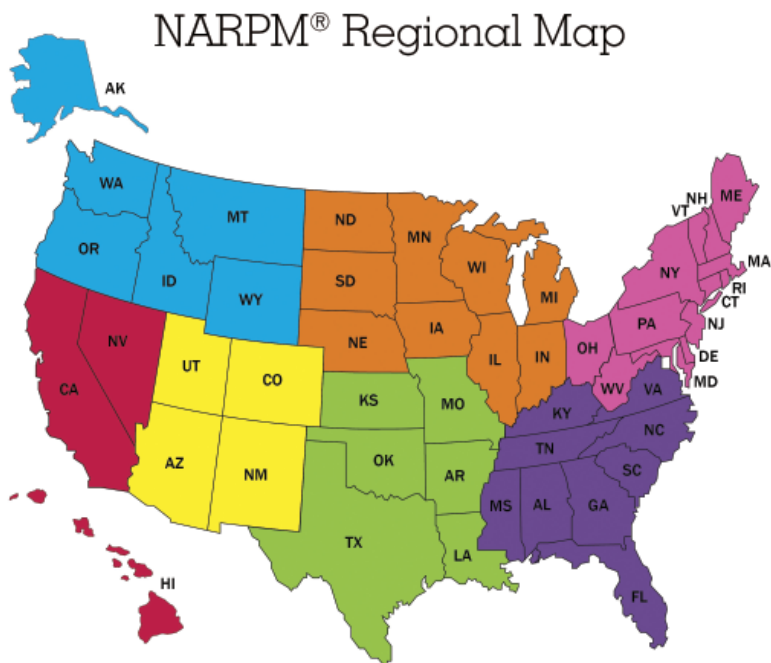 NARPM® Regional Map
AK
WA
MT
ND
MN
OR
ID
WY
SD
WI
MI
NE
IA
IL
IN
OH
NV
CA
UT
CO
AZ
NM
KS
MO
OK
AR
TX
LA
KY
TN
MS
AL
GA
FL
SC
NC
VA
WV
PA
NY
VT
NH
ME
MA
RI
CT
NJ
DE
MD
HI